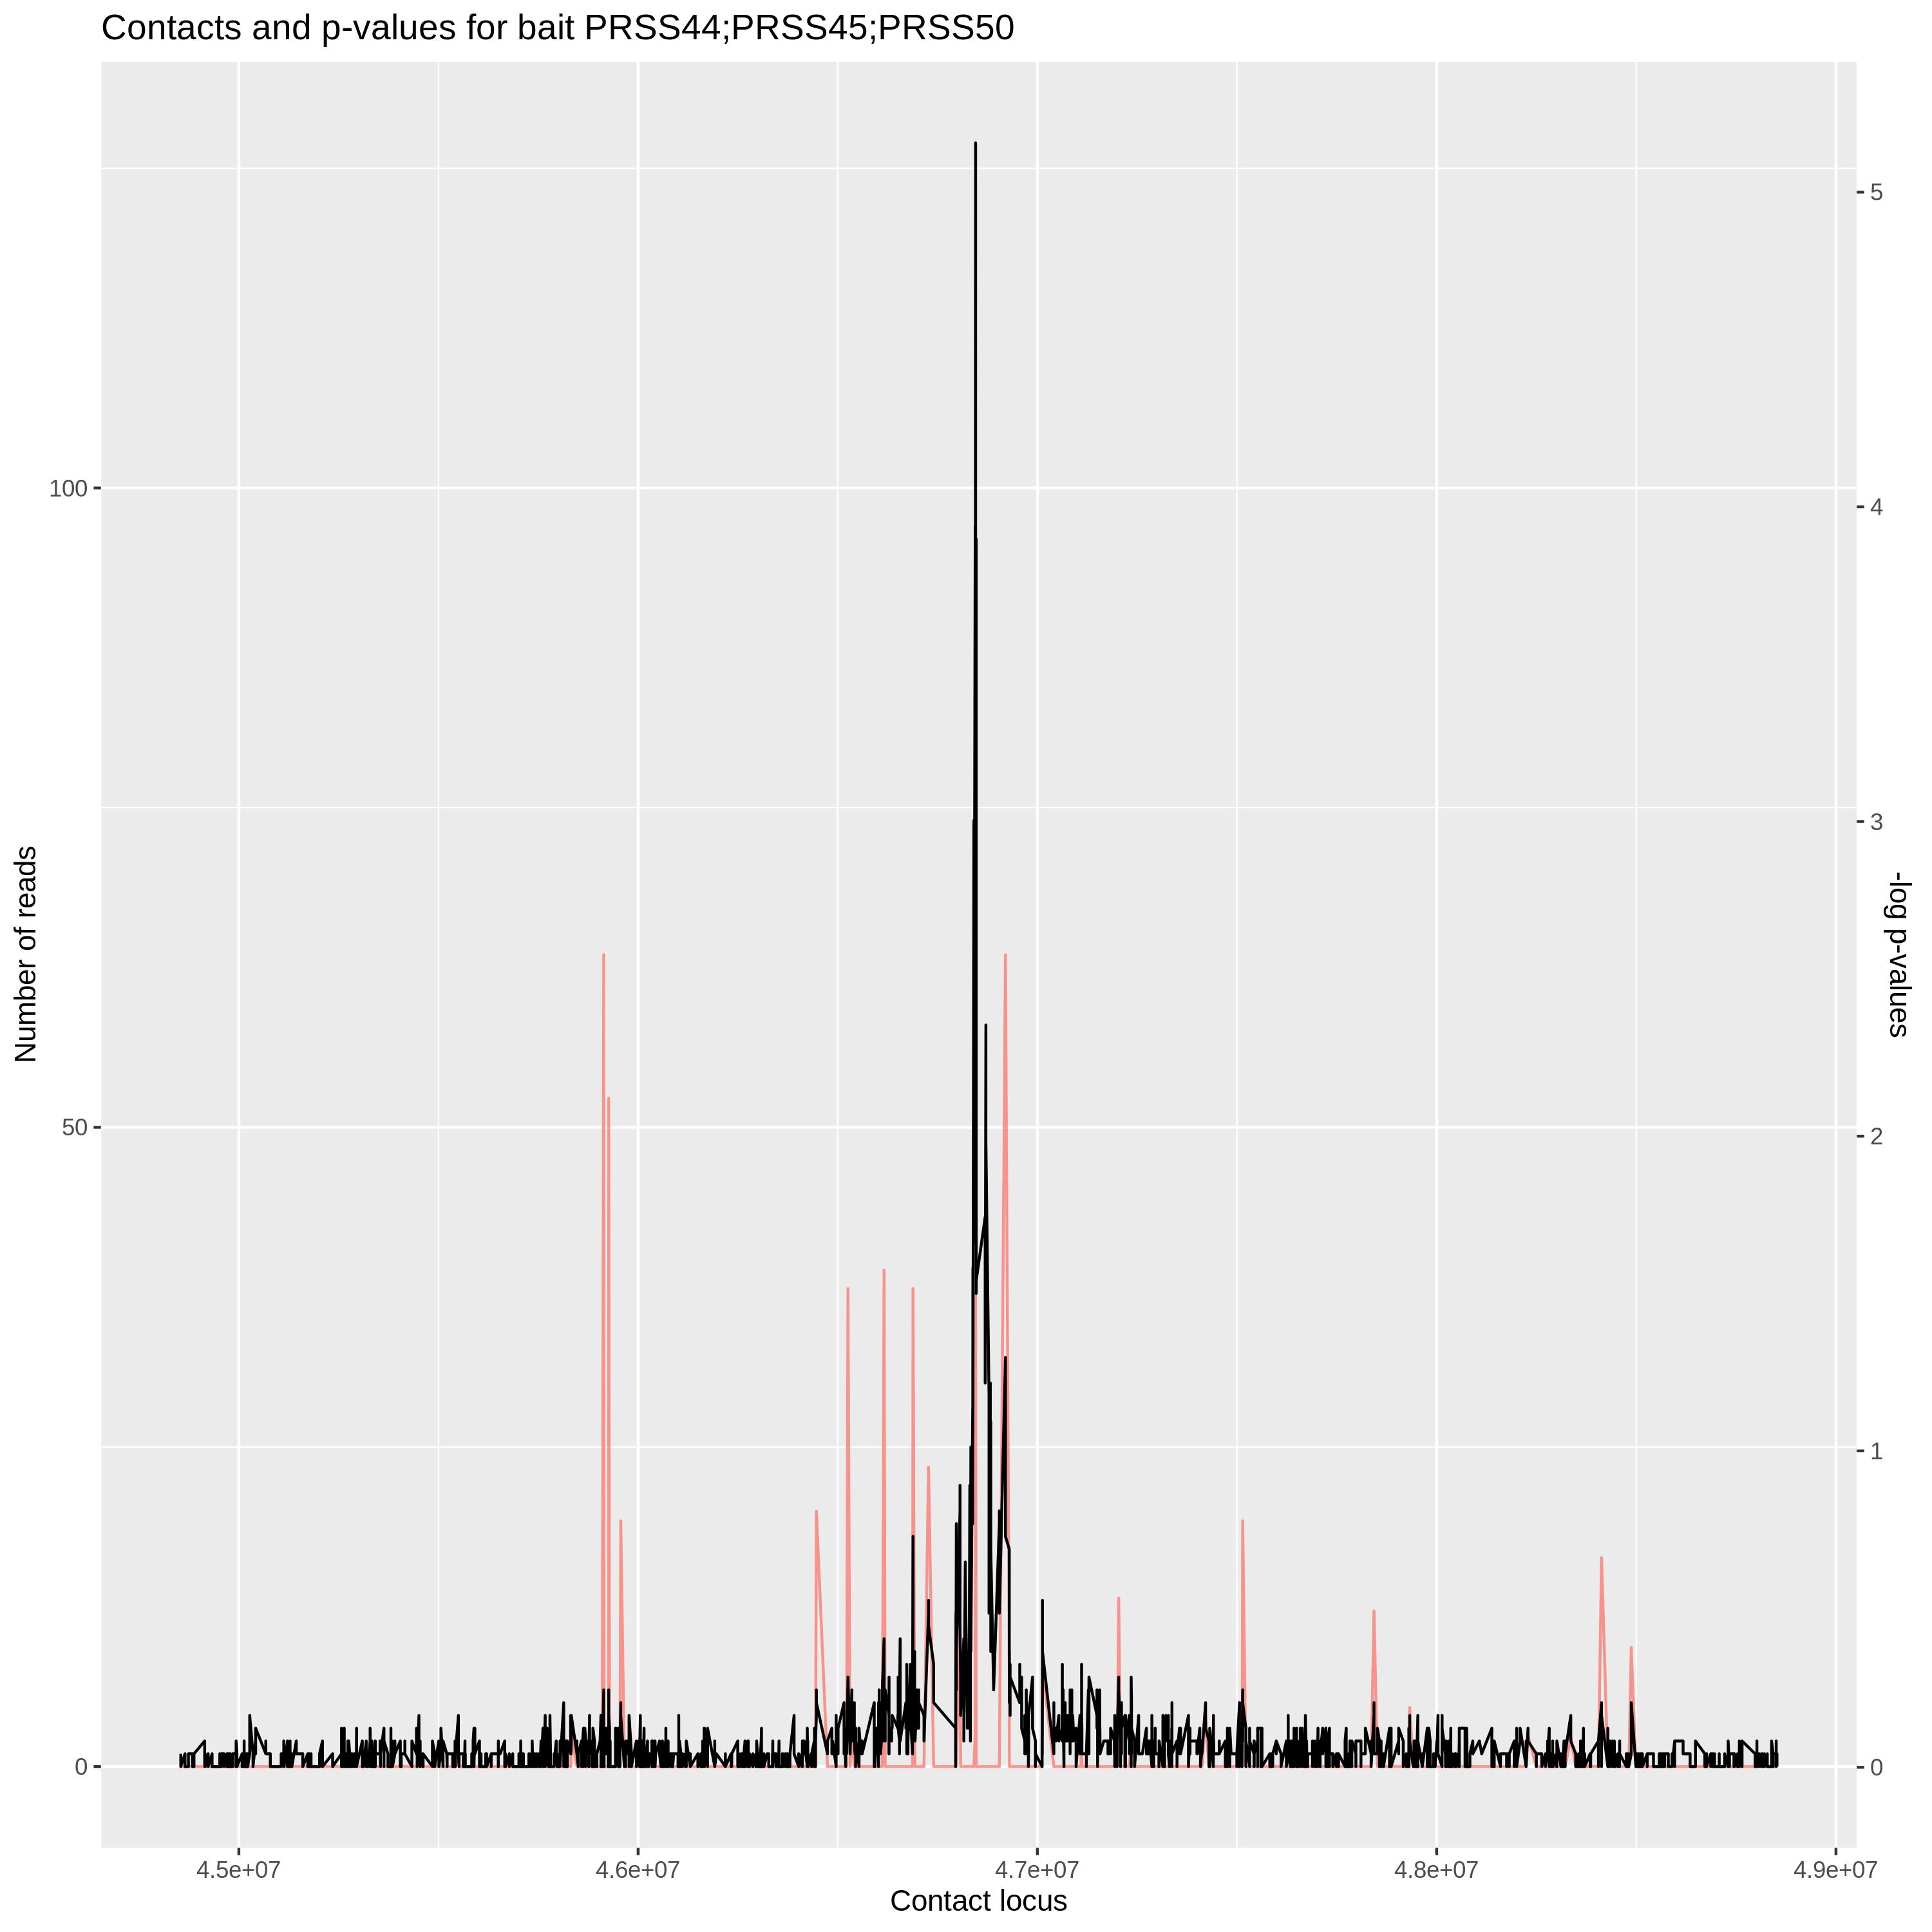 Contacts and p-values for bait PRSS44;PRSS45;PRSS50
Number of reads
100
50
0
5
4
3
2
1
0
-log p-values
4.5e+07 4.6e+07 4.7e+07 4.8e+07 4.9e+07
Contact locus